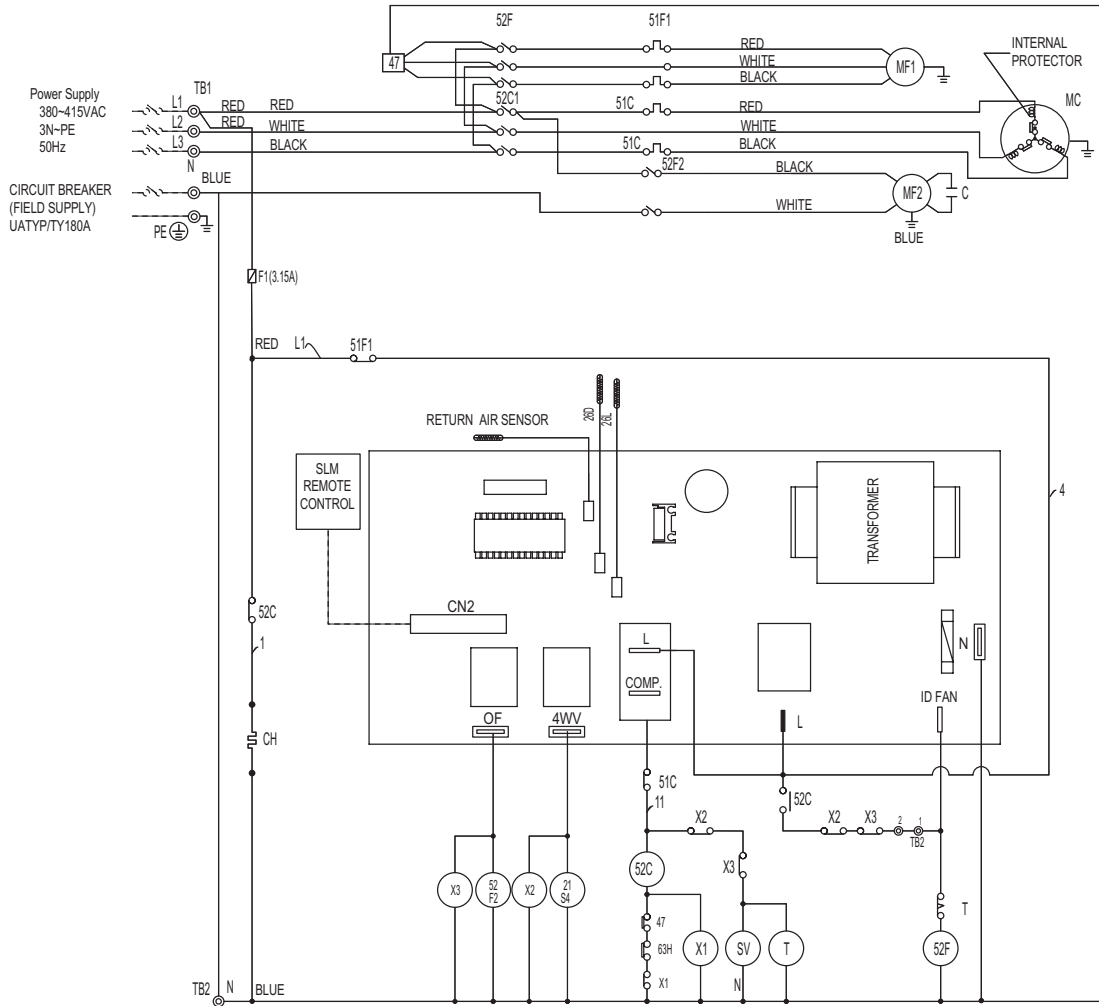 52F
51F1
47
RED
WHITE
BLACK
MF1
INTERNAL
PROTECTOR
Power Supply
380~415VAC
3N~PE
50Hz
L1
TB1
RED
RED
52C1
51C
RED
MC
L2
RED
WHITE
WHITE
L3
BLACK
51C
BLACK
N
BLUE
52F2
BLACK
CIRCUIT BREAKER
(FIELD SUPPLY)
UATYP/TY180A
MF2
C
WHITE
PE
BLUE
F1(3.15A)
RED
L1
51F1
RETURN AIR SENSOR
26D
26L
SLM
REMOTE
CONTROL
4
TRANSFORMER
CN2
52C
1
L
N
COMP.
ID FAN
OF
4WV
L
CH
51C
11
52C
X2
X2
X3
2
1
TB2
X3
52C
X3
52
F2
X2
21
S4
T
47
63H
X1
X1
SV
T
52F
N
TB2
N
BLUE